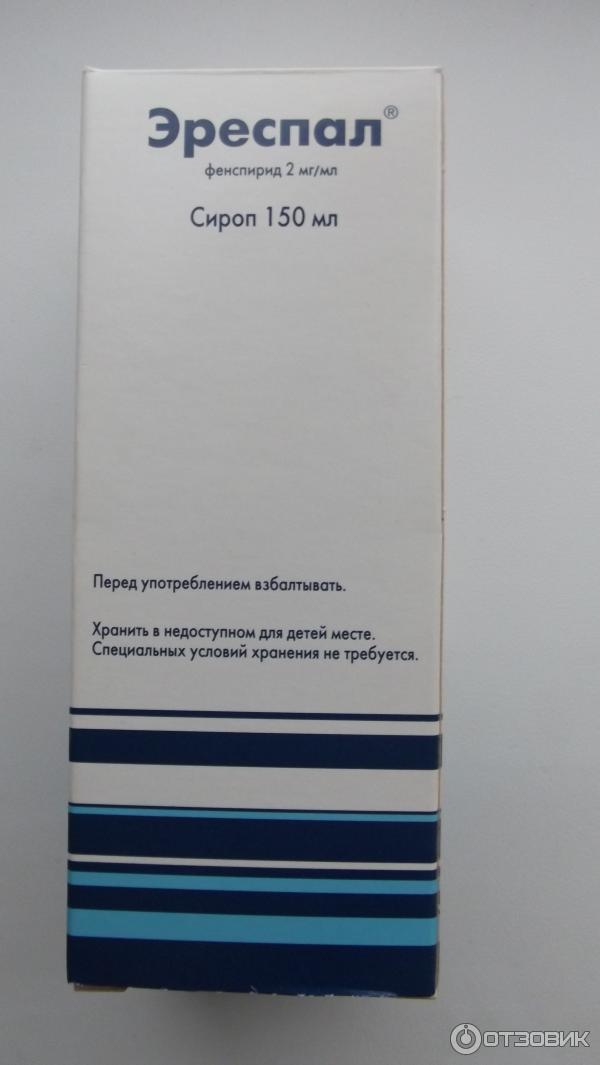 Эреспал®
фенспирид 2 мг/мл
Сироп 150 мл
Перед употреблением взбалтывать.
Хранить в недоступном для детей месте.
Специальных условий хранения не требуется.
ОТЗОВИК